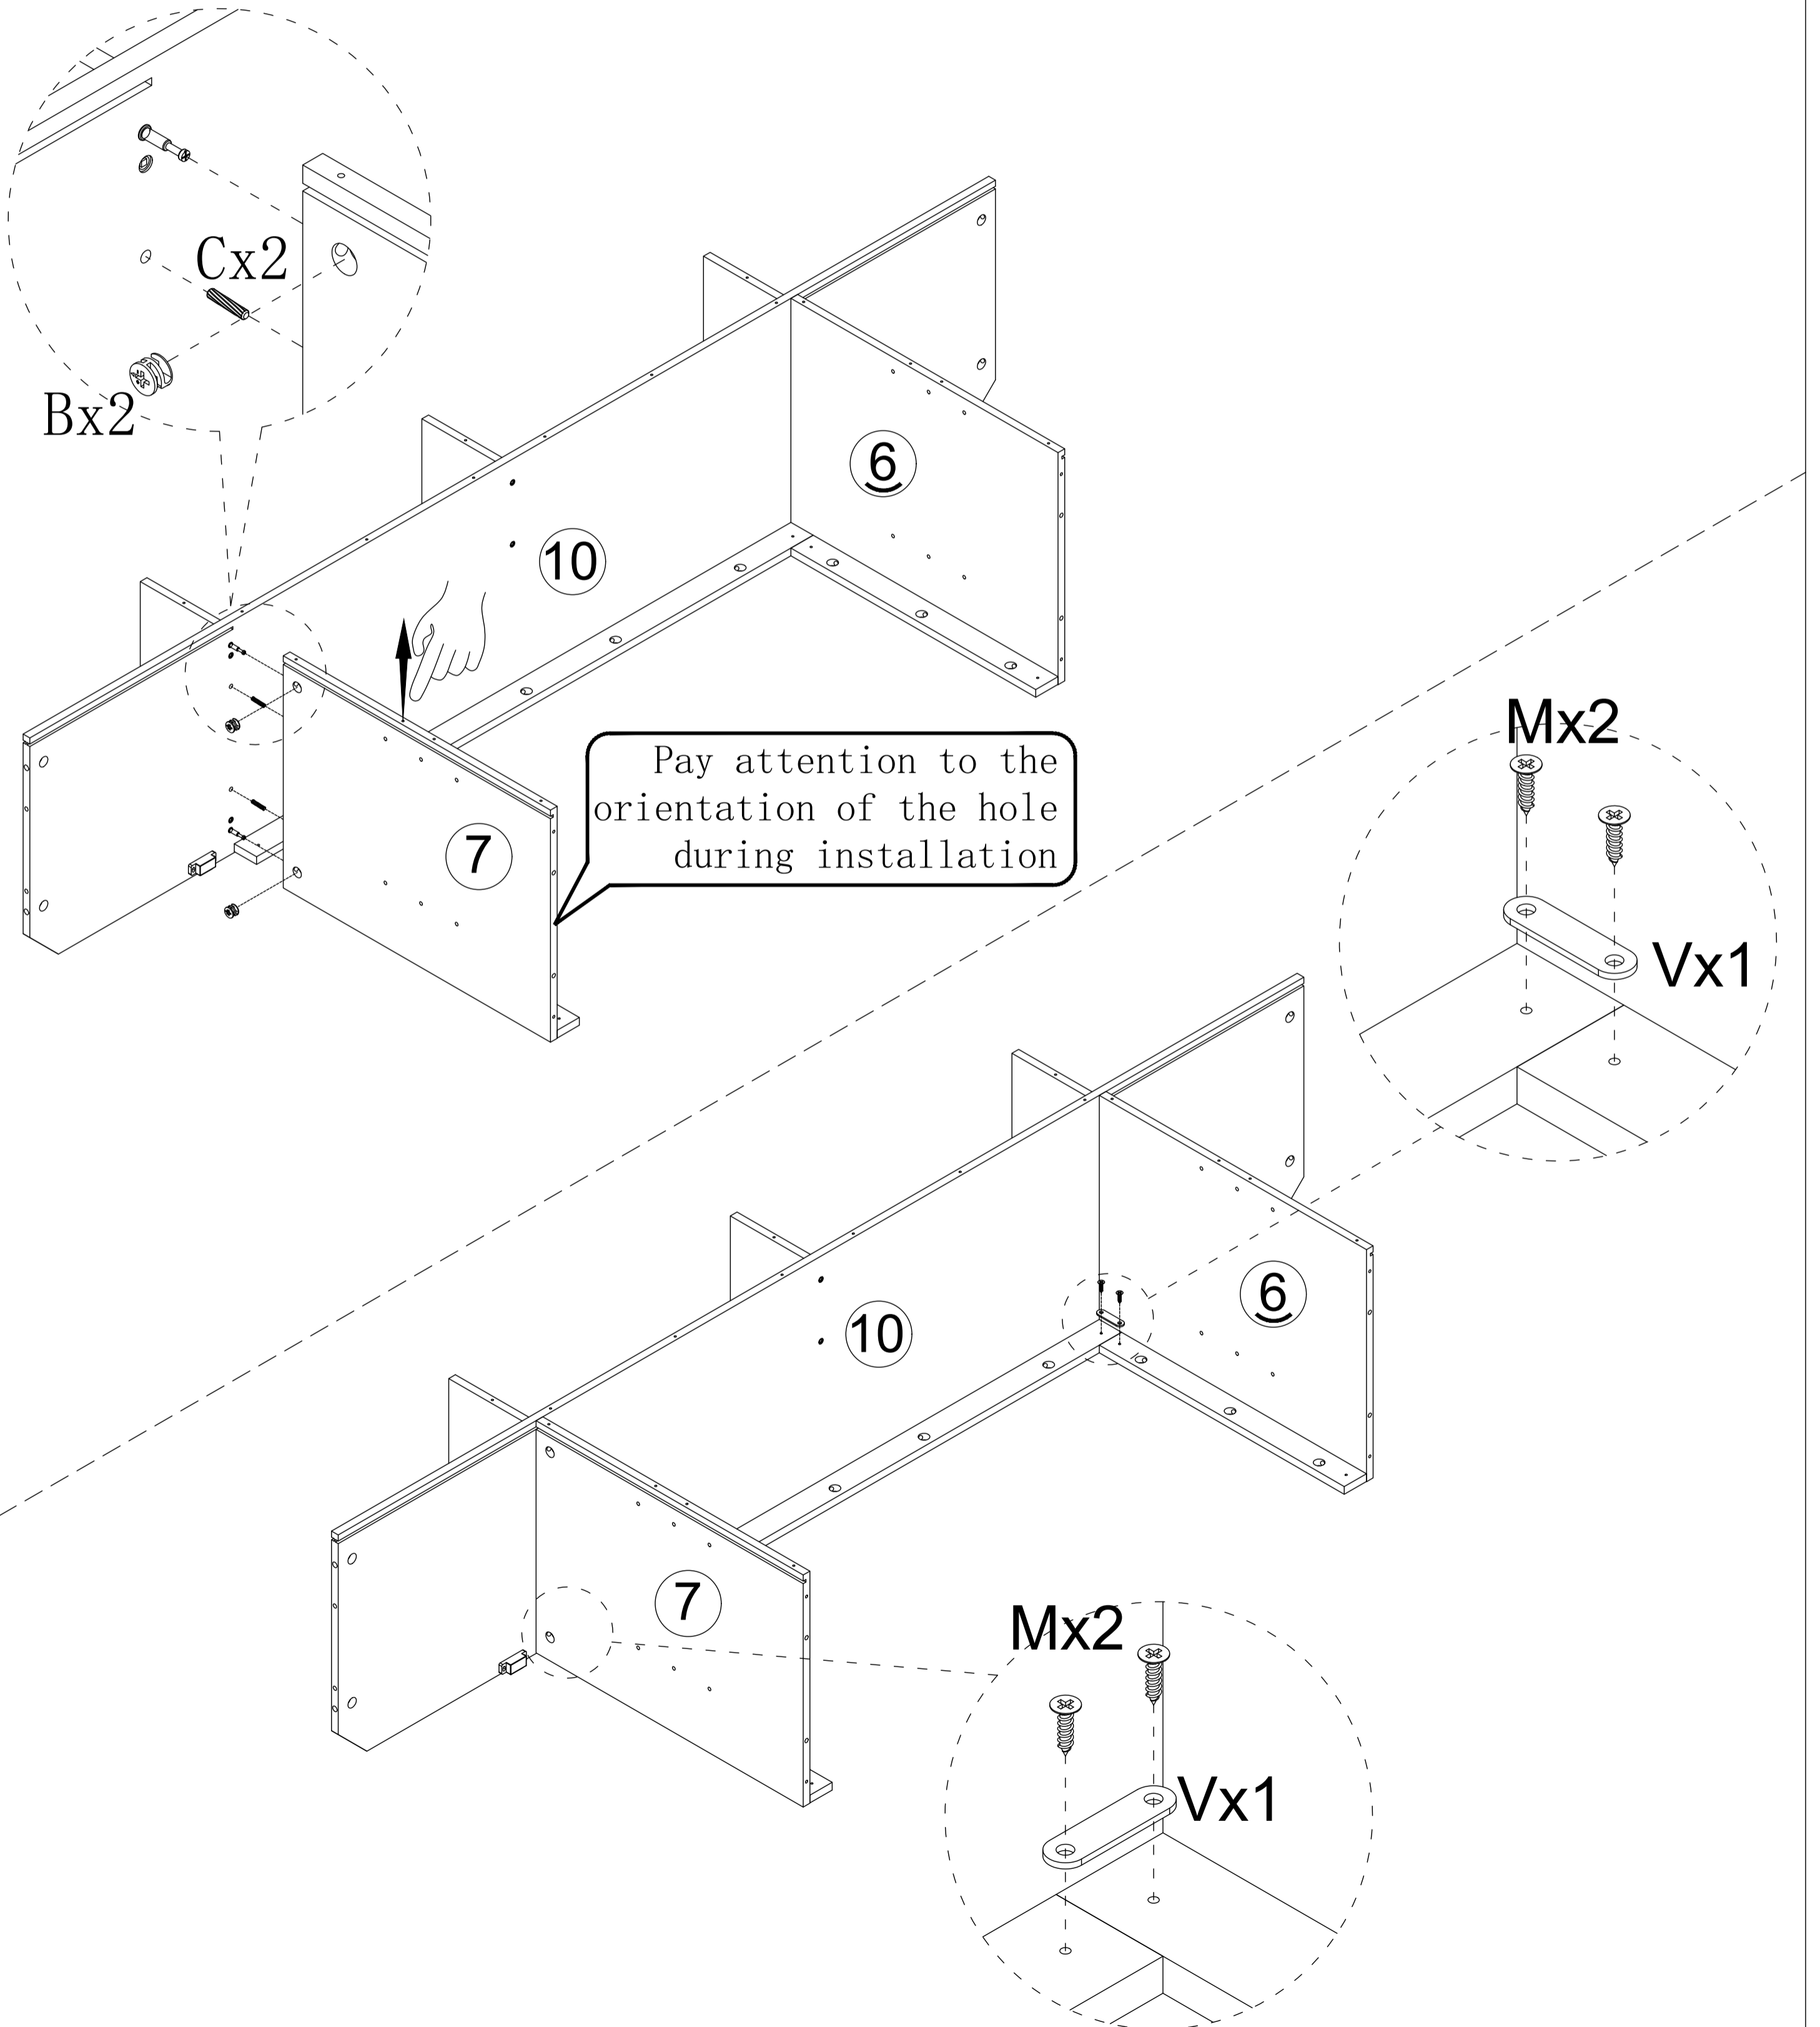 Cx2
Bx2
6
10
Pay attention to the
orientation of the hole
during installation
7
Mx2
Vx1
6
10
7
Mx2
Vx1